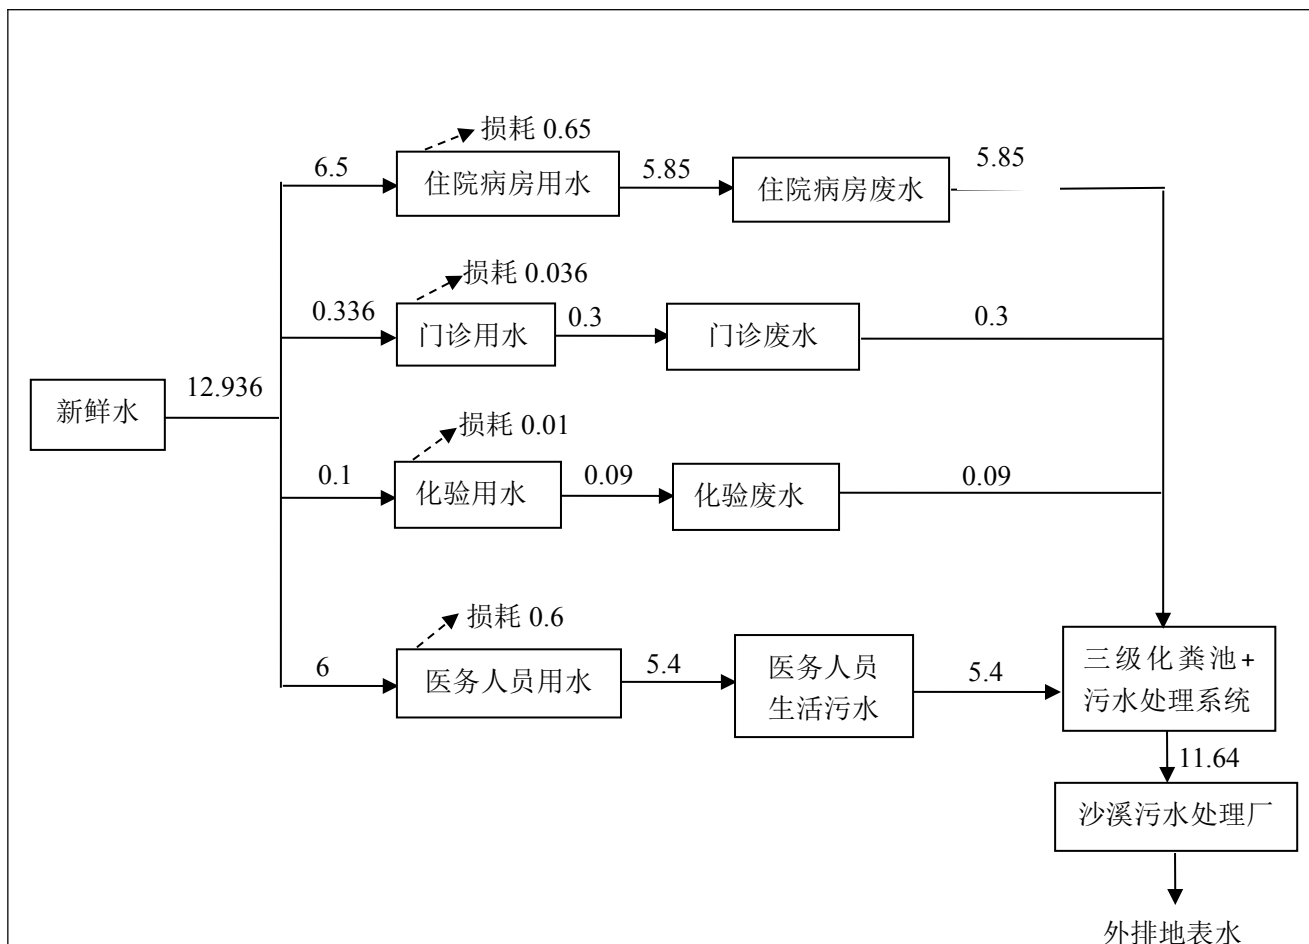 损耗 0.65
6.5
住院病房用水
5.85
住院病房废水
5.85
损耗 0.036
0.336
门诊用水
0.3
门诊废水
0.3
新鲜水
12.936
损耗 0.01
0.1
化验用水
0.09
化验废水
0.09
损耗 0.6
6
医务人员用水
5.4
医务人员
生活污水
5.4
三级化粪池+
污水处理系统
11.64
沙溪污水处理厂
外排地表水